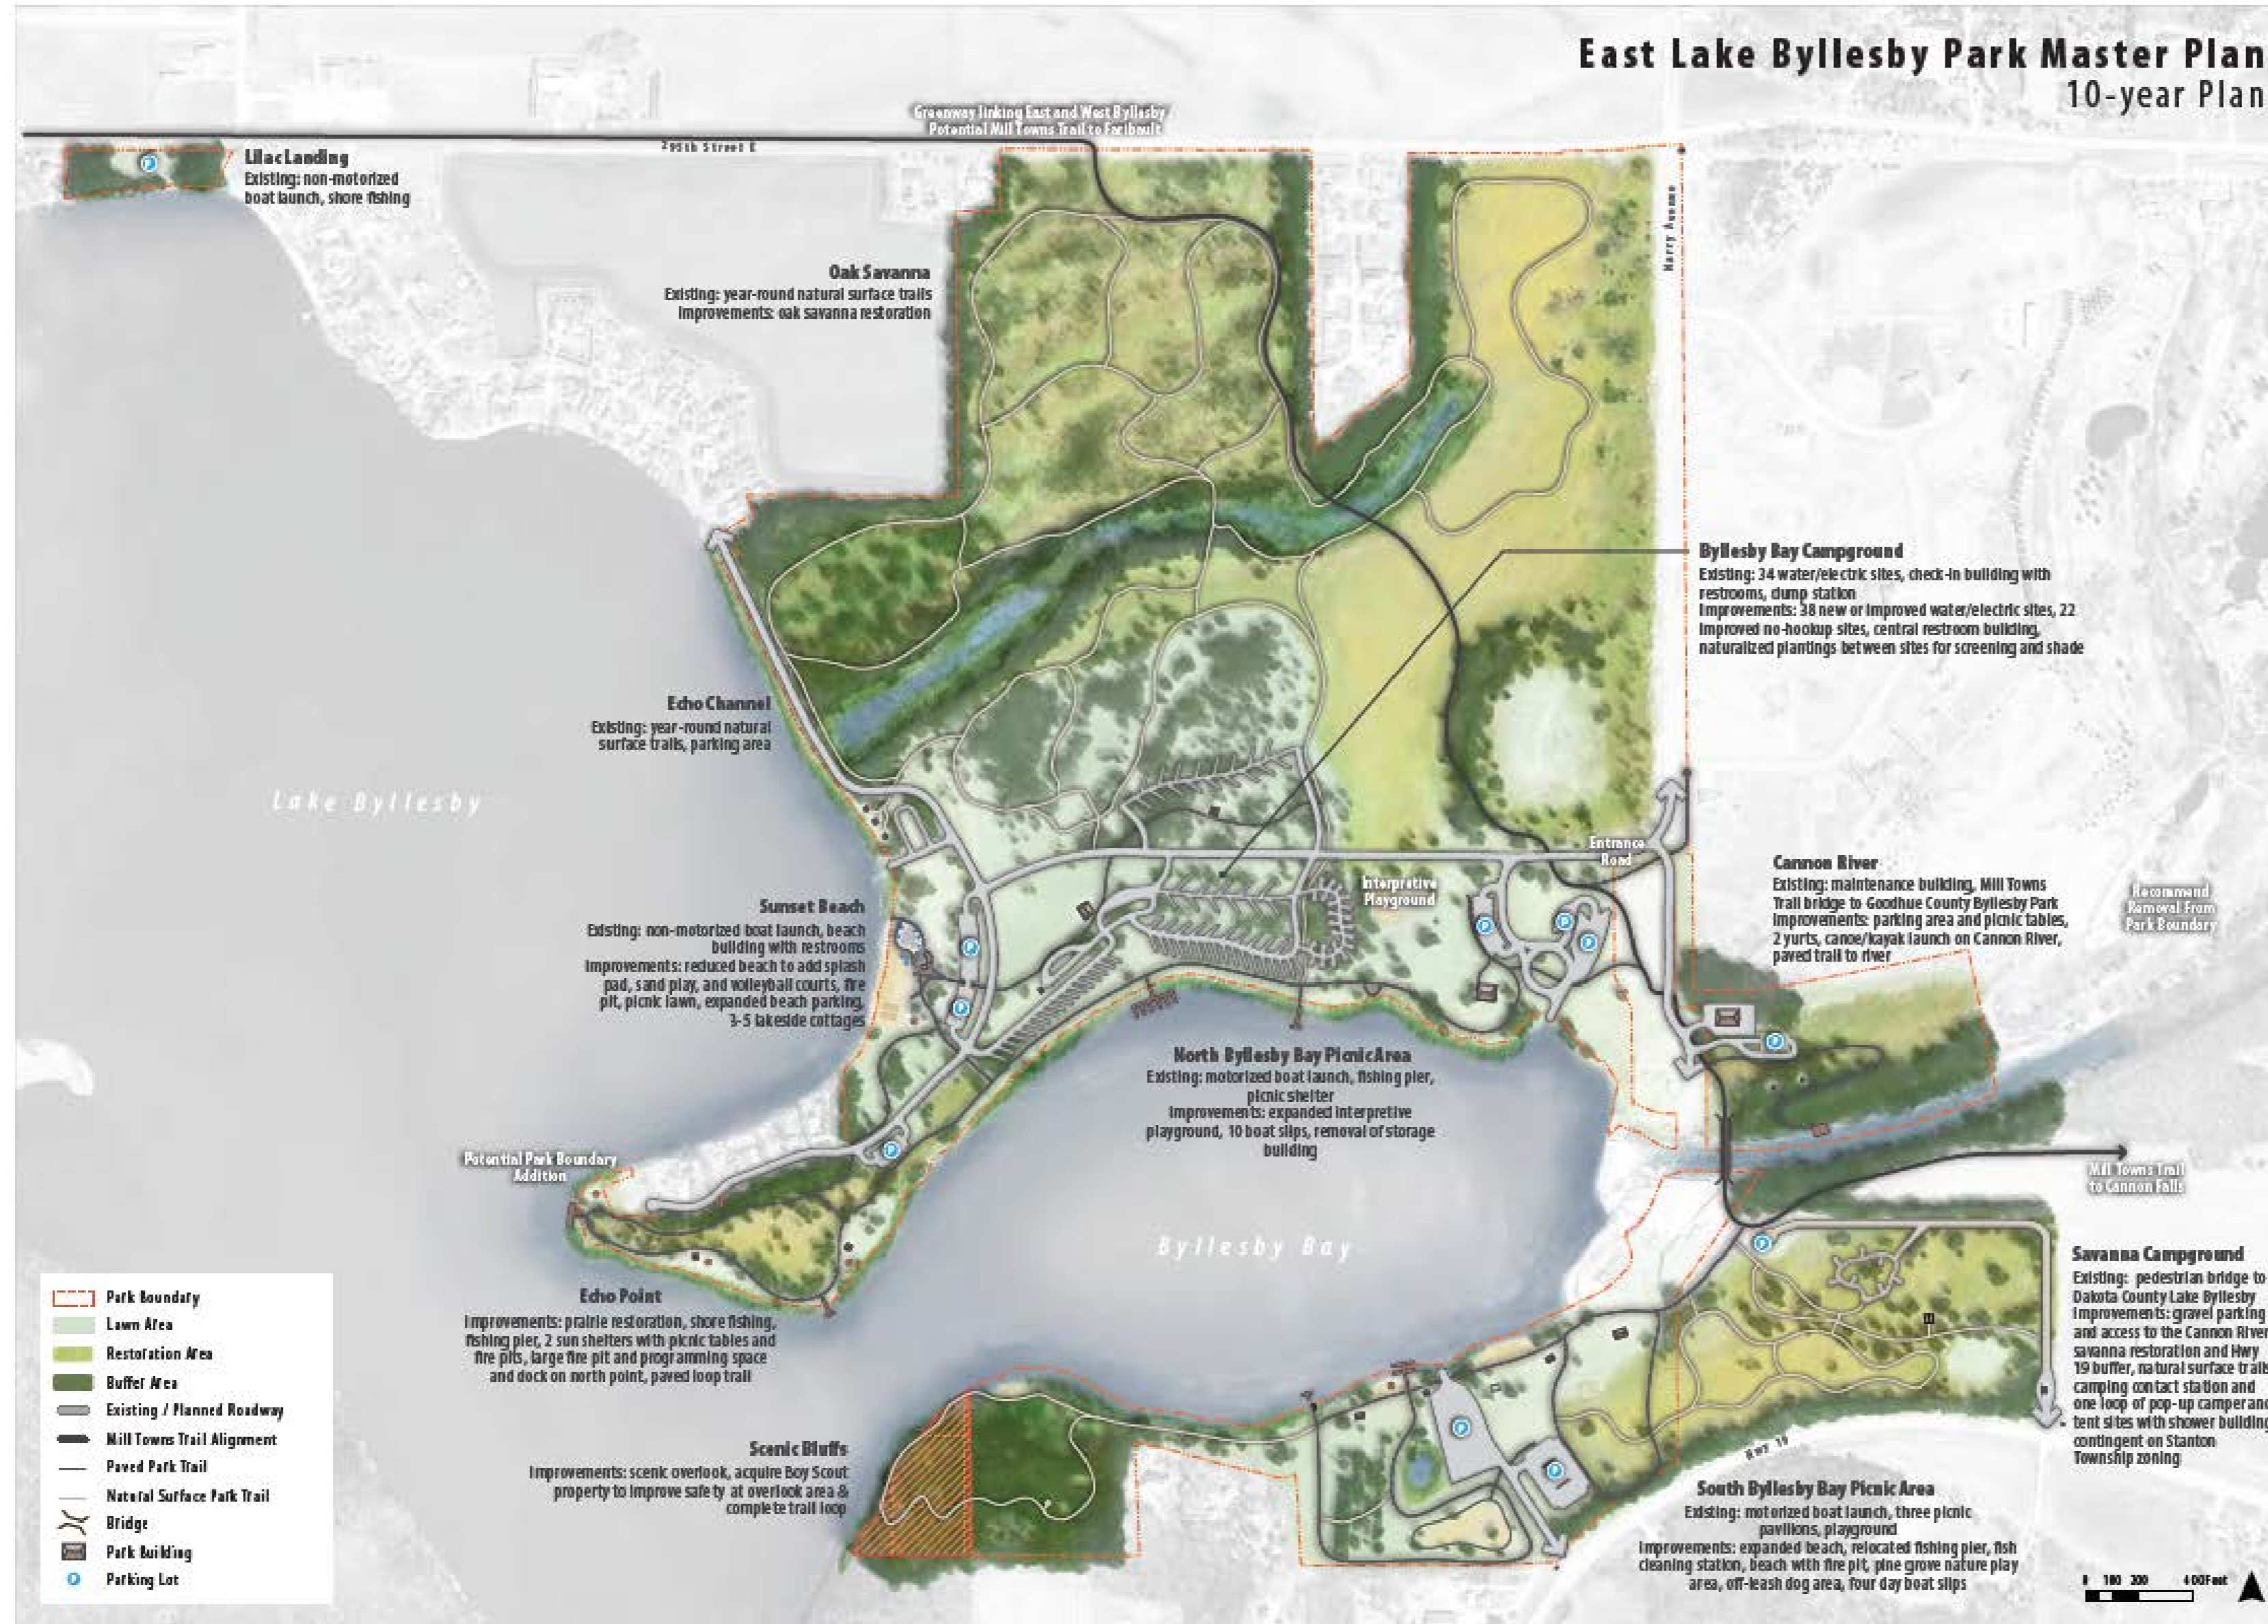 East Lake Byllesby Park Master Plan
10-year Plan
Greenway linking East and West Byllesby /
Potential Mill Towns Trail to Faribault
295th Street E
Lilac Landing
Existing: non-motorized
boat launch, shore fishing
Harry Avenue
Oak Savanna
Existing: year-round natural surface trails
Improvements: oak savanna restoration
Byllesby Bay Campground
Existing: 34 water/electric sites, check-in building with
restrooms, dump station
Improvements: 38 new or improved water/electric sites, 22
improved no-hookup sites, central restroom building,
naturalized plantings between sites for screening and shade
Echo Channel
Existing: year-round natural
surface trails, parking area
Lake Byllesby
Entrance
Road
Interpretive
Playground
Cannon River
Existing: maintenance building, Mill Towns
Trail bridge to Goodhue County Byllesby Park
Improvements: parking area and picnic tables,
2 yurts, canoe/kayak launch on Cannon River,
paved trail to river
Recommend
Removal From
Park Boundary
Sunset Beach
Existing: non-motorized boat launch, beach
building with restrooms
Improvements: reduced beach to add splash
pad, sand play, and volleyball courts, fire
pit, picnic lawn, expanded beach parking,
3-5 lakeside cottages
North Byllesby Bay Picnic Area
Existing: motorized boat launch, fishing pier,
picnic shelter
Improvements: expanded interpretive
playground, 10 boat slips, removal of storage
building
Potential Park Boundary
Addition
Mill Towns Trail
to Cannon Falls
Byllesby Bay
Savanna Campground
Existing: pedestrian bridge to
Dakota County Lake Byllesby
Improvements: gravel parking
and access to the Cannon River
savanna restoration and Hwy
19 buffer, natural surface trails
camping contact station and
one loop of pop-up camper and
tent sites with shower building
contingent on Stanton
Township zoning
Echo Point
Improvements: prairie restoration, shore fishing,
fishing pier, 2 sun shelters with picnic tables and
fire pits, large fire pit and programming space
and dock on north point, paved loop trail
Scenic Bluffs
Improvements: scenic overlook, acquire Boy Scout
property to improve safety at overlook area &
complete trail loop
Hwy 19
South Byllesby Bay Picnic Area
Existing: motorized boat launch, three picnic
pavilions, playground
Improvements: expanded beach, relocated fishing pier, fish
cleaning station, beach with fire pit, pine grove nature play
area, off-leash dog area, four day boat slips
Park Boundary
Lawn Area
Restoration Area
Buffer Area
Existing / Planned Roadway
Mill Towns Trail Alignment
Paved Park Trail
Natural Surface Park Trail
Bridge
Park Building
P Parking Lot
0 100 200 400 Feet